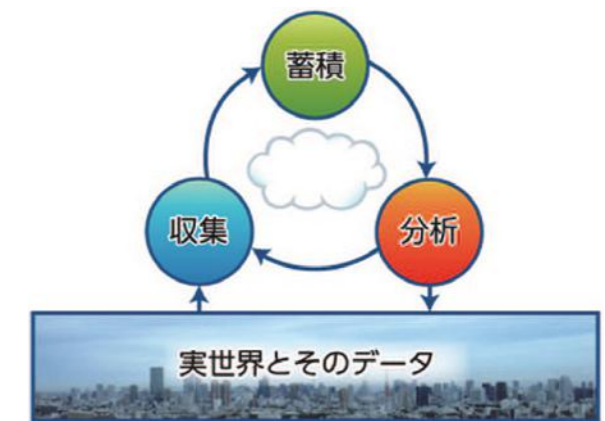 蓄積
収集
分析
実世界とそのデータ